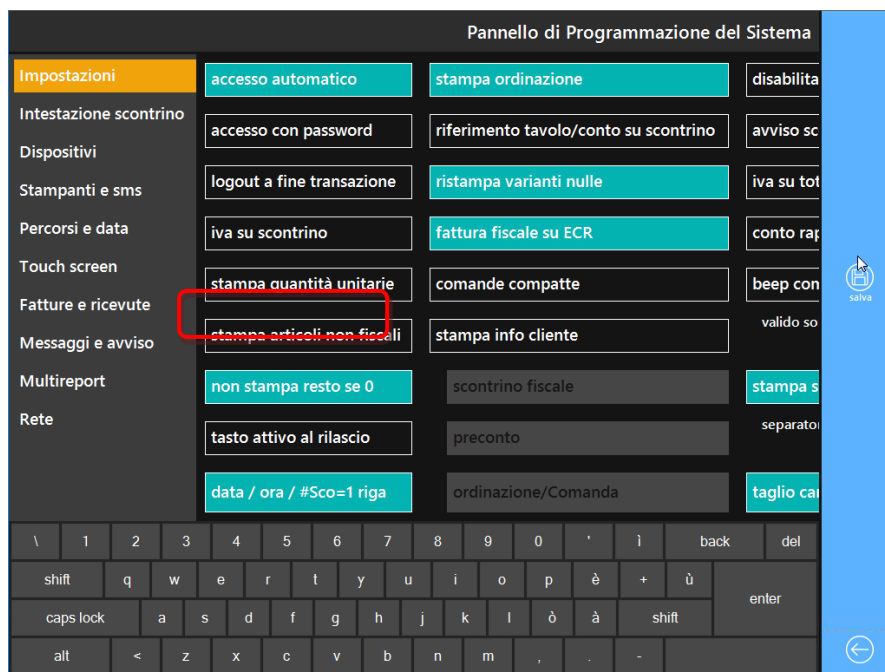 Pannello di Programmazione del Sistema
Impostazioni
Intestazione scontrino
Dispositivi
Stampanti e sms
Percorsi e data
Touch screen
Fatture e ricevute
Messaggi e avviso
Multireport
Rete
accesso automatico
accesso con password
logout a fine transazione
iva su scontrino
stampa quantità unitarie
stampa articoli non fiscali
non stampa resto se 0
tasto attivo al rilascio
data / ora / #Sco=1 riga
stampa ordinazione
riferimento tavolo/conto su scontrino
ristampa varianti nulle
fattura fiscale su ECR
comande compatte
stampa info cliente
scontrino fiscale
preconto
ordinazione/Comanda
disabilita
avviso sc
iva su tot
conto rap
beep con
valido so
stampa s
separator
taglio car
salva
\ 1 2 3 4 5 6 7 8 9 0 ' ì back del
shift q w e r t y u i o p è + ù
enter
caps lock a s d f g h j k l ò à shift
alt < z x c v b n m , . -